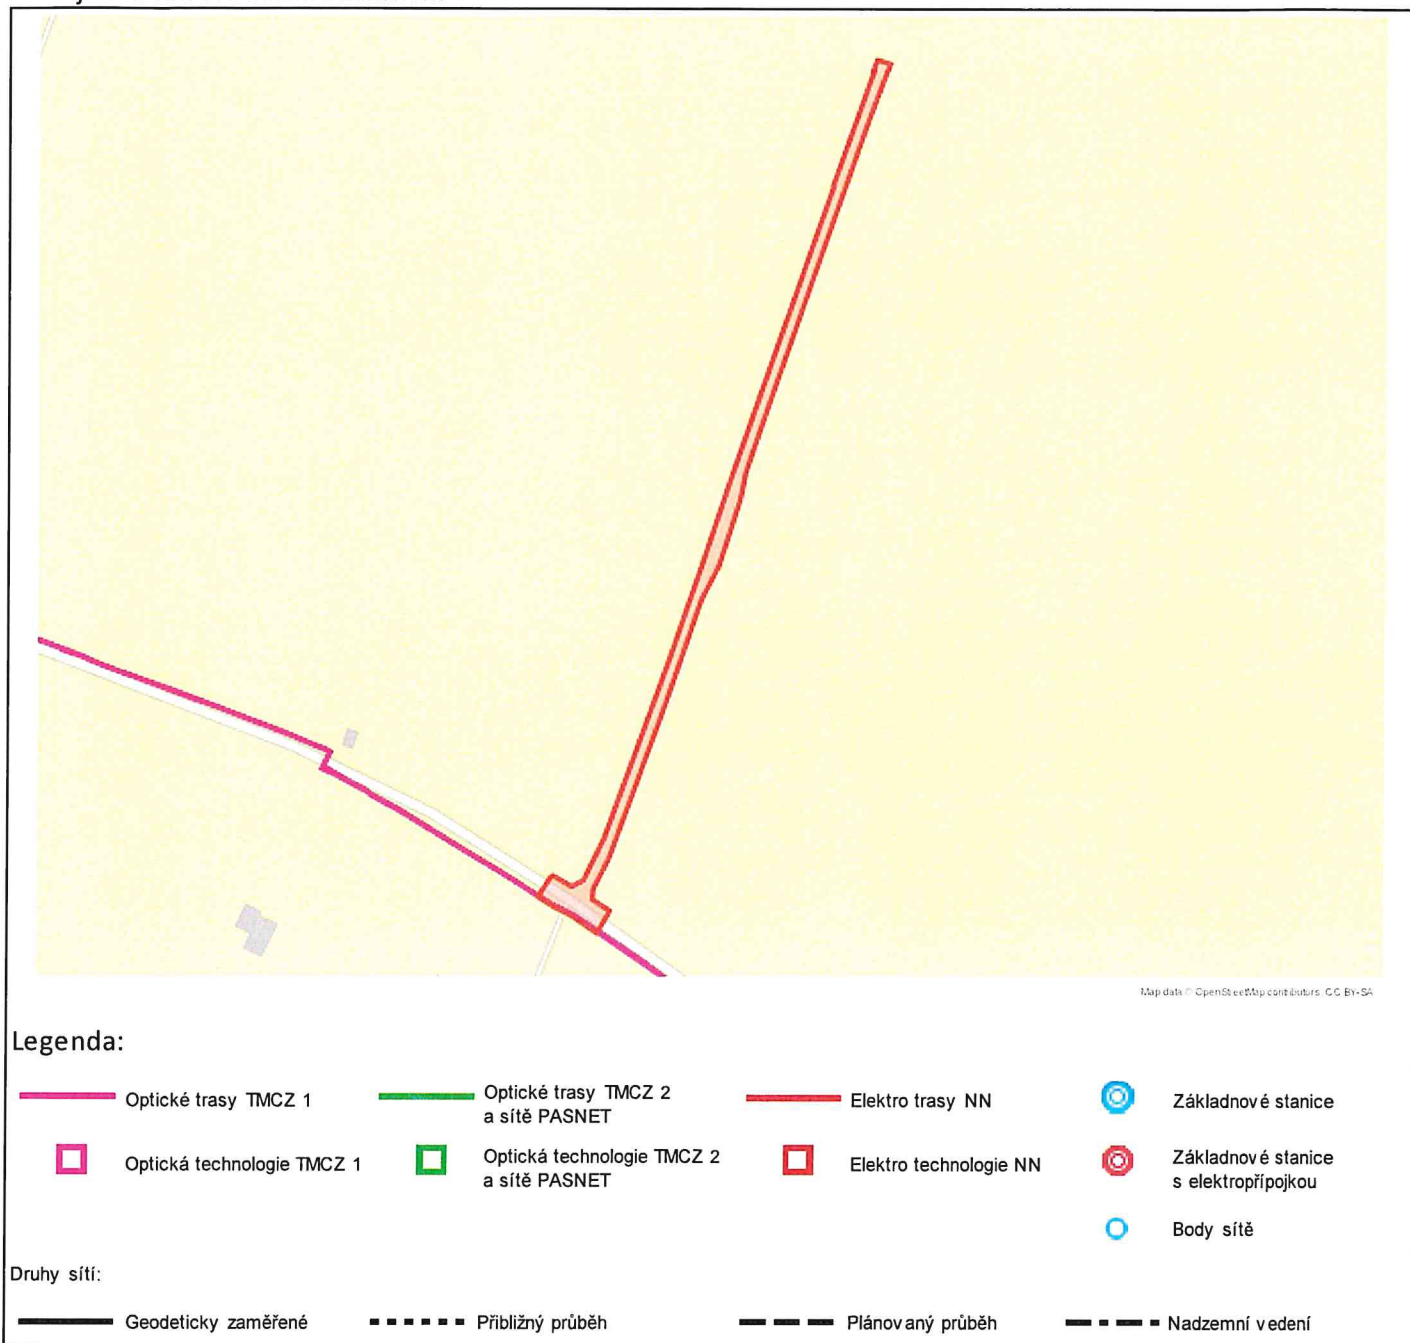 Map data © OpenStreetMap contributors, CC BY-SA
Legenda:
Optické trasy TMCZ 1
Optické trasy TMCZ 2
a sítě PASNET
Elektro trasy NN
Základnové stanice
Optická technologie TMCZ 1
Optická technologie TMCZ 2
a sítě PASNET
Elektro technologie NN
Základnové stanice
s elektropřípojkou
Body sítě
Druhy sítí:
Geodeticky zaměřené
Přibližný průběh
Plánovaný průběh
Nadzemní vedení